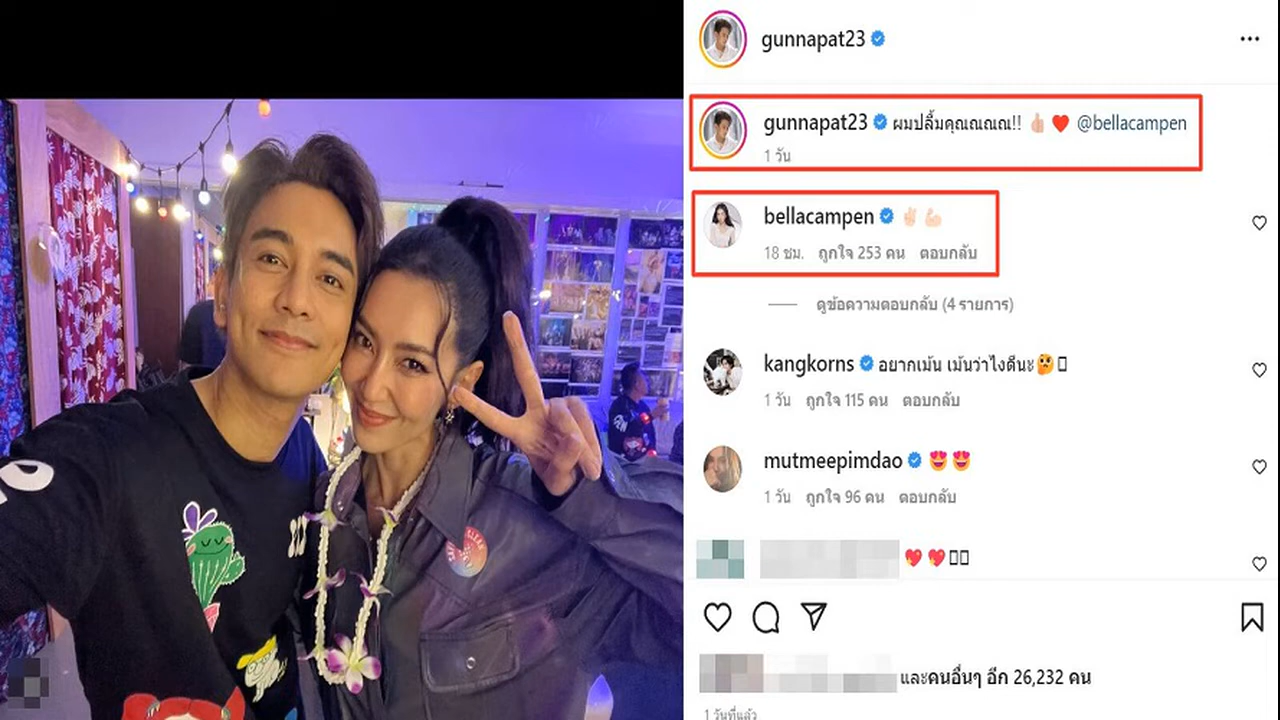 gunnapat23
gunnapat23 ผมปลื้มคุณณณณ!! 👍🏻 ❤️ @bellacampen
1 วัน
bellacampen ✌🏻💪🏻
18 ชม. ถูกใจ 253 คน ตอบกลับ
ดูข้อความตอบกลับ (4 รายการ)
kangkorns อยากเม้น เม้นว่าไงดีนะ🤔
1 วัน ถูกใจ 115 คน ตอบกลับ
mutmeepimdao 😍😍
1 วัน ถูกใจ 96 คน ตอบกลับ
💖💖
และคนอื่นๆ อีก 26,232 คน
1 วันที่แล้ว